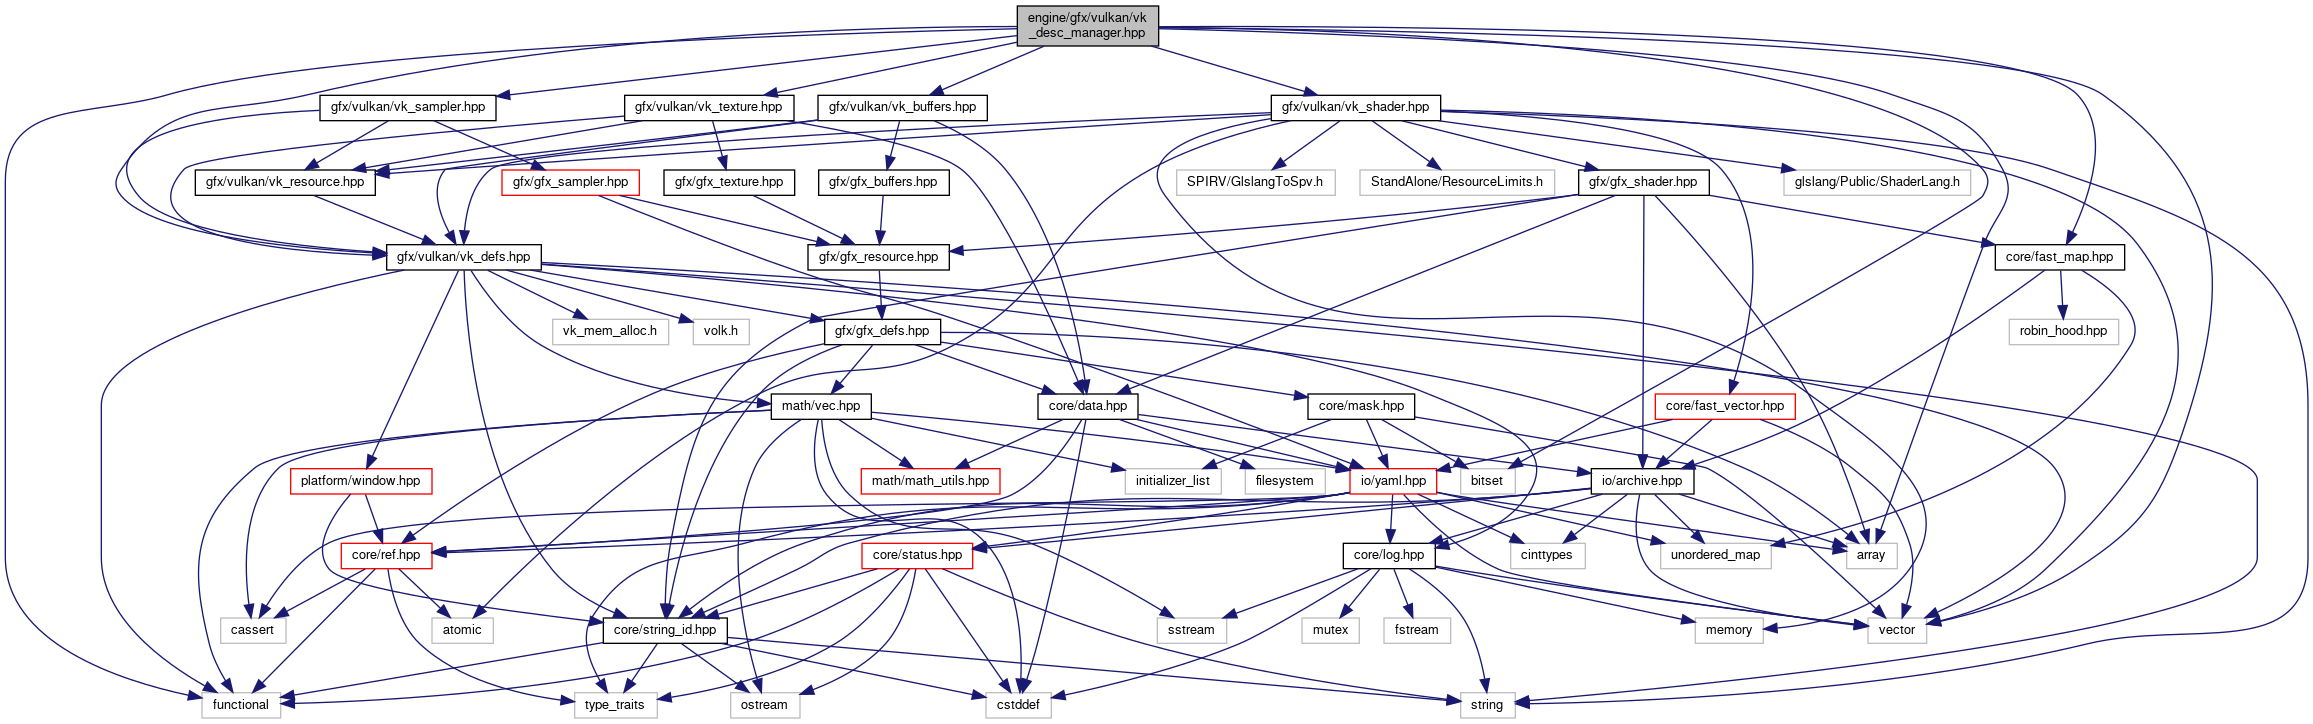 engine/gfx/vulkan/vk
_desc_manager.hpp
gfx/vulkan/vk_sampler.hpp
gfx/vulkan/vk_texture.hpp
gfx/vulkan/vk_buffers.hpp
gfx/vulkan/vk_shader.hpp
gfx/vulkan/vk_resource.hpp
gfx/gfx_sampler.hpp
gfx/gfx_texture.hpp
gfx/gfx_buffers.hpp
SPIRV/GlslangToSpv.h
StandAlone/ResourceLimits.h
gfx/gfx_shader.hpp
glslang/Public/ShaderLang.h
gfx/vulkan/vk_defs.hpp
gfx/gfx_resource.hpp
core/fast_map.hpp
vk_mem_alloc.h
volk.h
gfx/gfx_defs.hpp
robin_hood.hpp
math/vec.hpp
core/data.hpp
core/mask.hpp
core/fast_vector.hpp
platform/window.hpp
math/math_utils.hpp
initializer_list
filesystem
io/yaml.hpp
bitset
io/archive.hpp
core/ref.hpp
core/status.hpp
core/log.hpp
cinttypes
unordered_map
array
cassert
atomic
core/string_id.hpp
sstream
mutex
fstream
memory
vector
functional
type_traits
ostream
cstddef
string